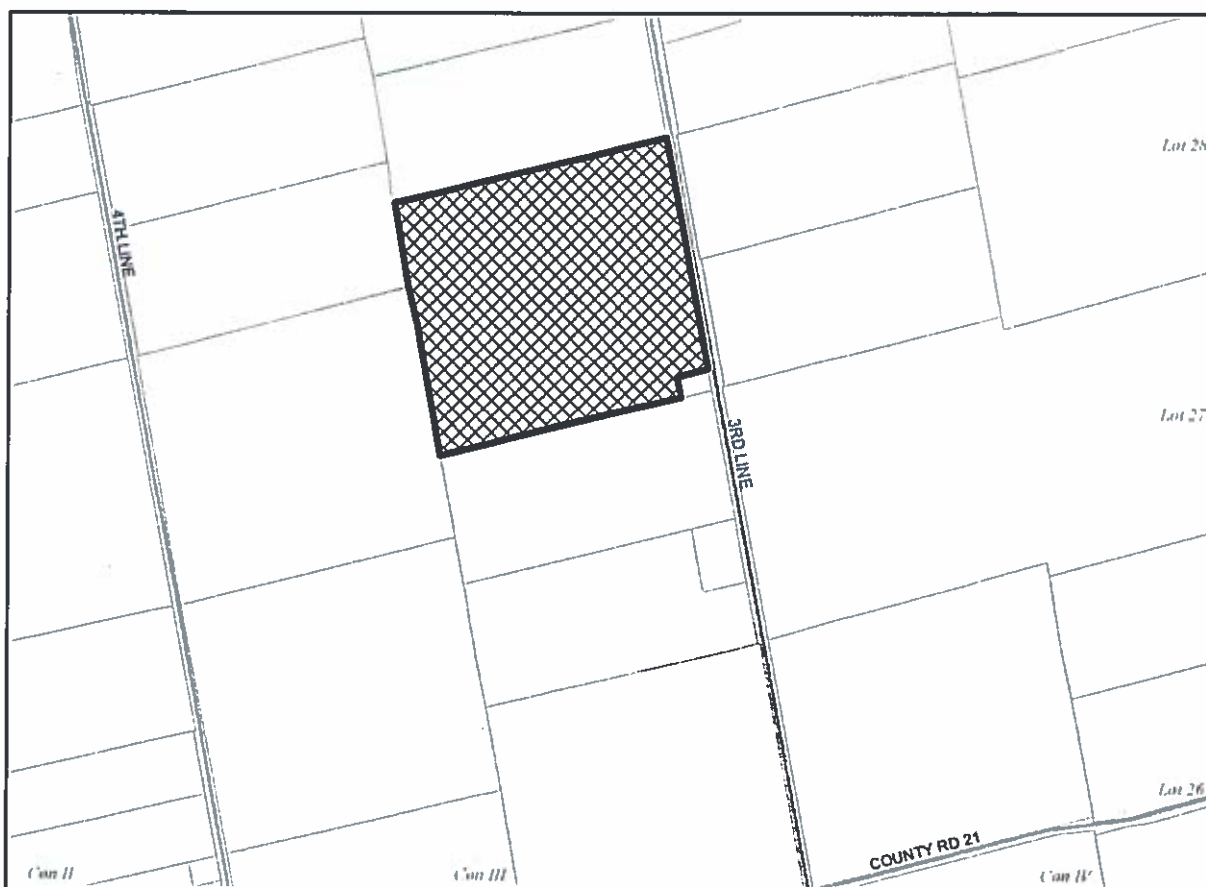 Lot 28
4TH LINE
Lot 27
3RD LINE
Lot 26
COUNTY RD 21
Con II
Con III
Con IV